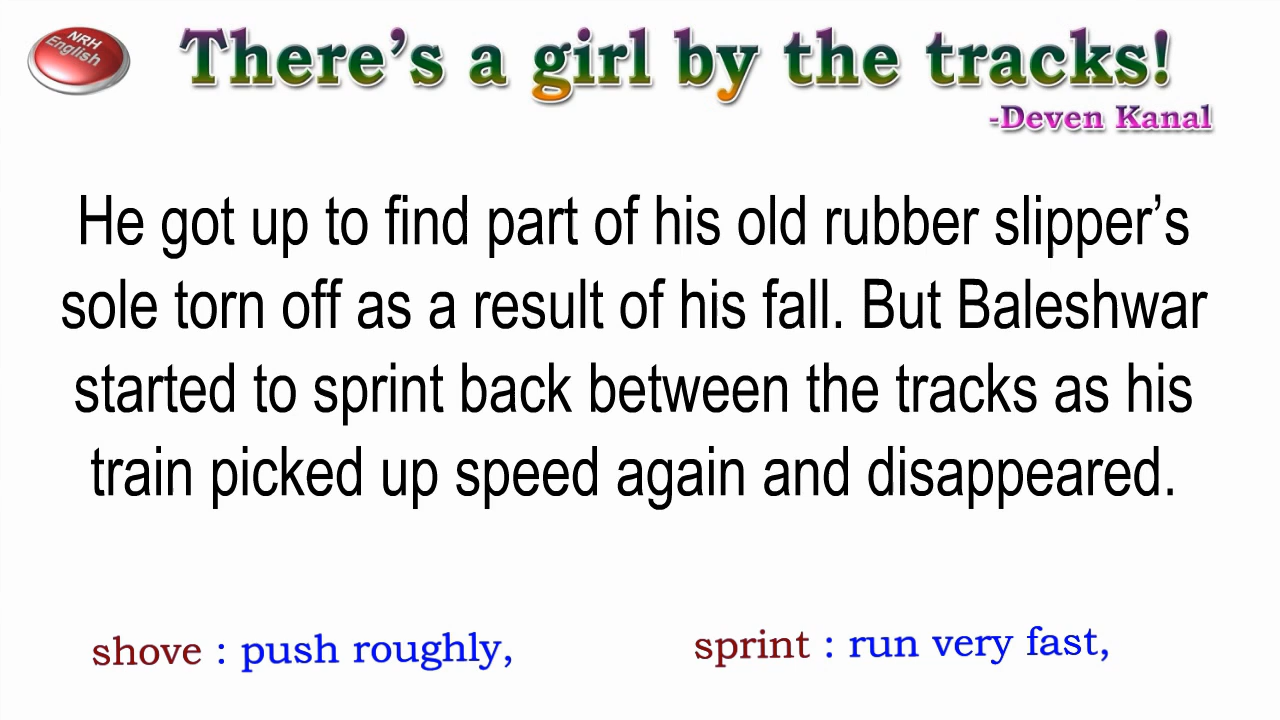 NRH
English
There’s a girl by the tracks!
-Deven Kanal
He got up to find part of his old rubber slipper’s
sole torn off as a result of his fall. But Baleshwar
started to sprint back between the tracks as his
train picked up speed again and disappeared.
shove : push roughly,
sprint : run very fast,